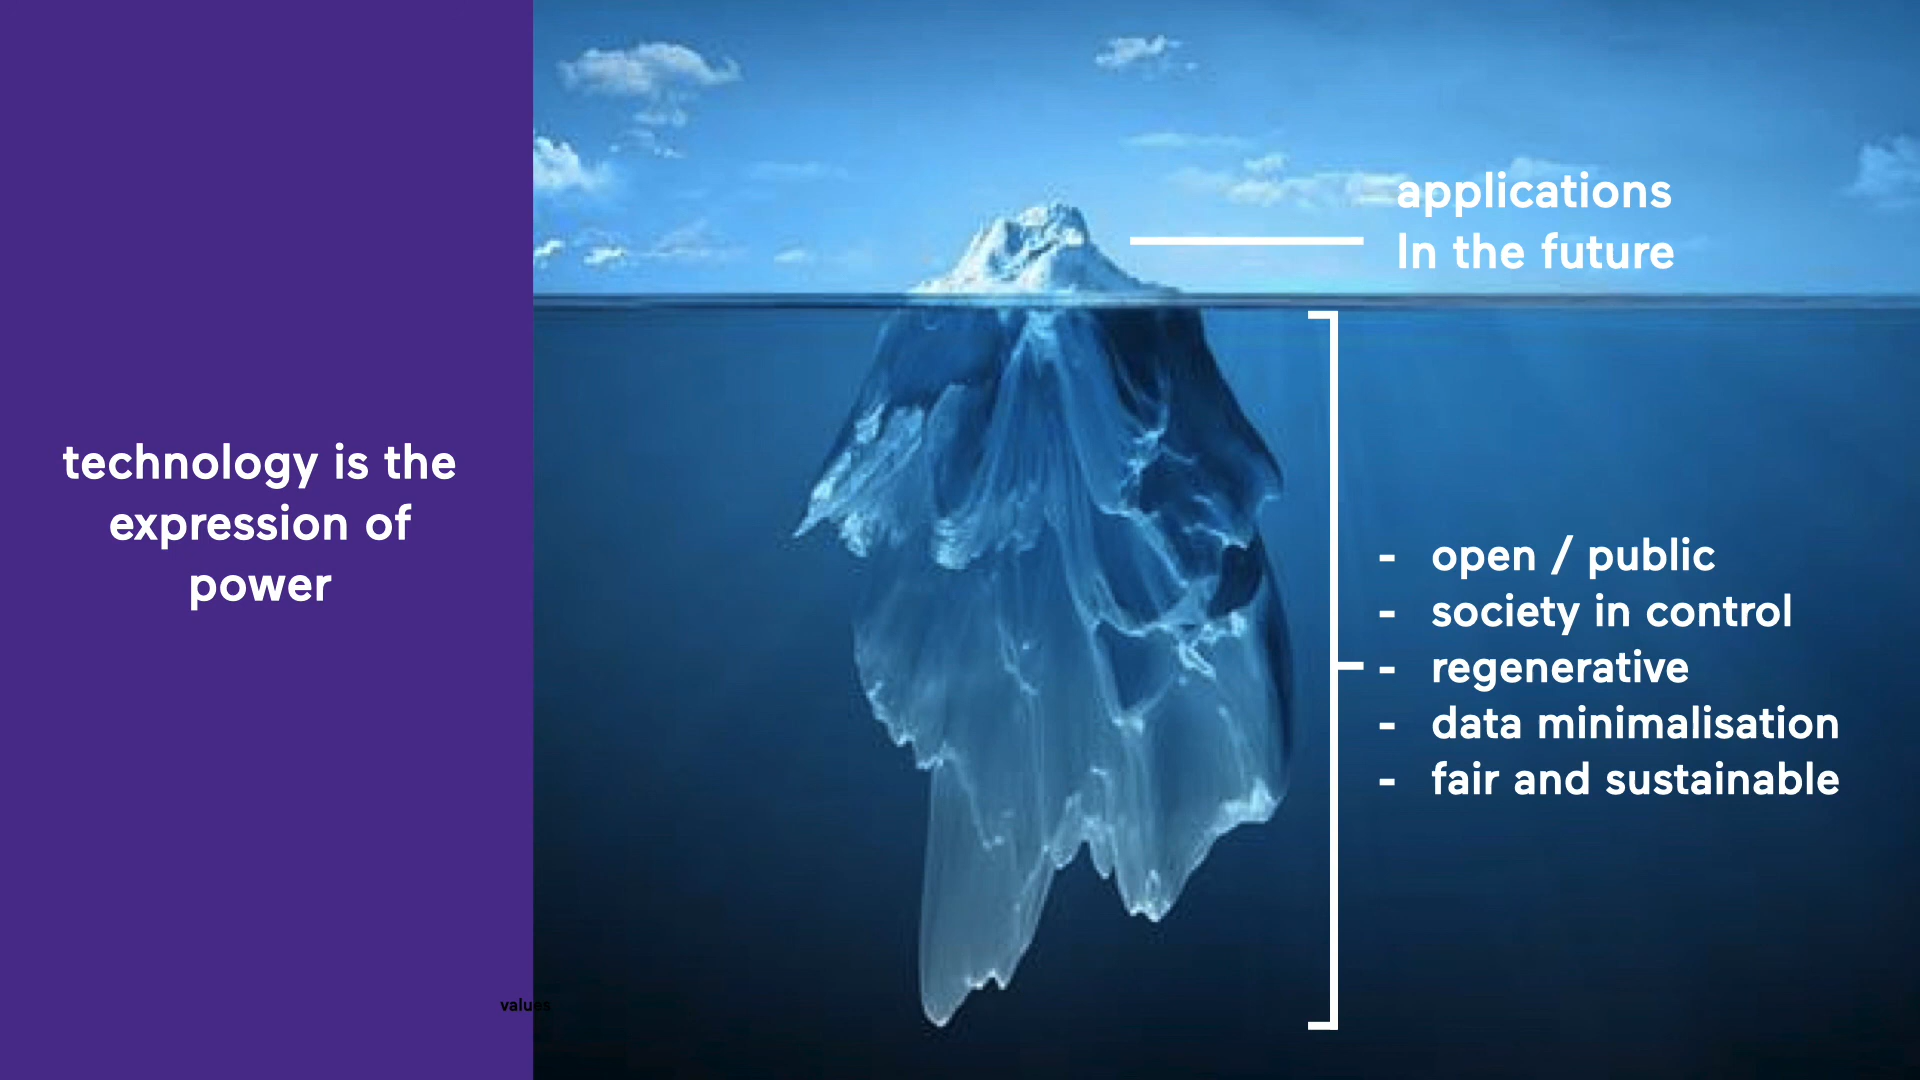 technology is the
expression of
power
applications
In the future
- open / public
- society in control
- regenerative
- data minimalisation
- fair and sustainable
values